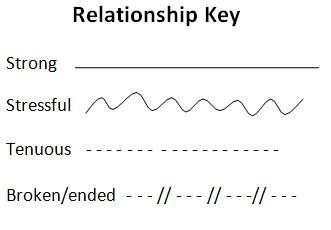 Relationship Key
Strong
Stressful
Tenuous
Broken/ended